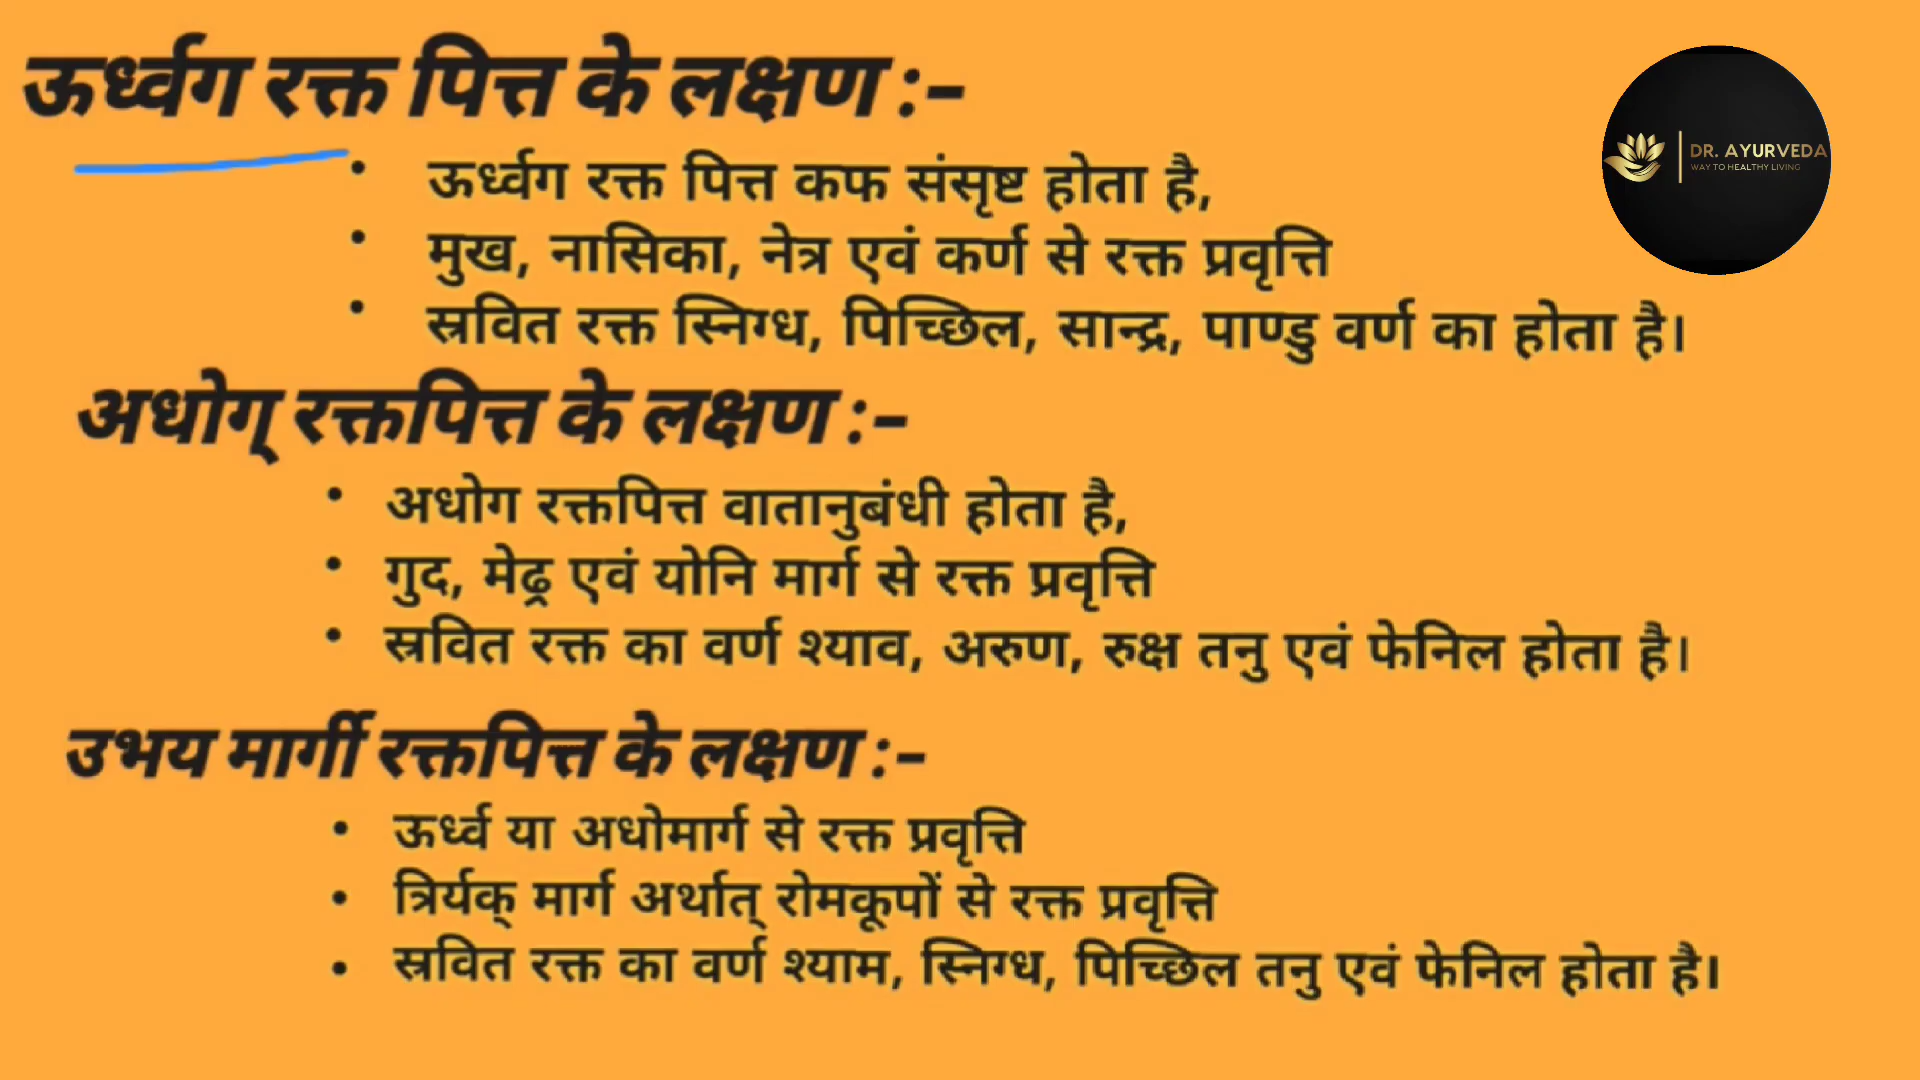 ऊर्ध्वग रक्त पित्त के लक्षण :-
DR. AYURVEDA
WAY TO HEALTHY LIVING
• ऊर्ध्वग रक्त पित्त कफ संसृष्ट होता है,
• मुख, नासिका, नेत्र एवं कर्ण से रक्त प्रवृत्ति
• स्रवित रक्त स्निग्ध, पिच्छिल, सान्द्र, पाण्डु वर्ण का होता है।
अधोग् रक्तपित्त के लक्षण :-
• अधोग रक्तपित्त वातानुबंधी होता है,
• गुद, मेढ्र एवं योनि मार्ग से रक्त प्रवृत्ति
• स्रवित रक्त का वर्ण श्याव, अरुण, रुक्ष तनु एवं फेनिल होता है।
उभय मार्गी रक्तपित्त के लक्षण :-
• ऊर्ध्व या अधोमार्ग से रक्त प्रवृत्ति
• त्रिर्यक् मार्ग अर्थात् रोमकूपों से रक्त प्रवृत्ति
• स्रवित रक्त का वर्ण श्याम, स्निग्ध, पिच्छिल तनु एवं फेनिल होता है।